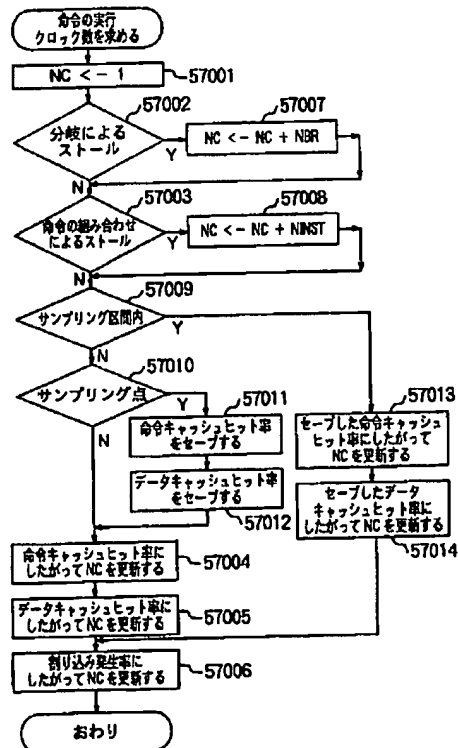 命令の実行
クロック数を求める
NC <- 1
57001
57002
分岐による
ストール
Y
N
57007
NC <- NC + NBR
57003
命令の組み合わせ
によるストール
Y
N
57008
NC <- NC + NINST
57009
サンプリング区間内
Y
N
57010
サンプリング点
Y
N
57011
命令キャッシュヒット率
をセーブする
データキャッシュヒット率
をセーブする
57012
57013
セーブした命令キャッシュ
ヒット率にしたがって
NCを更新する
セーブしたデータ
キャッシュヒット率に
したがってNCを更新する
57014
命令キャッシュヒット率に
したがってNCを更新する
57004
データキャッシュヒット率に
したがってNCを更新する
57005
割り込み発生率に
したがってNCを更新する
57006
おわり